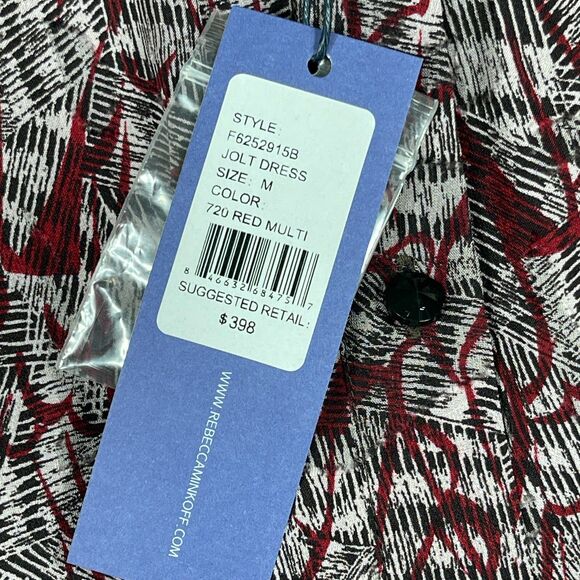 STYLE:
F6252915B
JOLT DRESS
SIZE: M
COLOR:
720 RED MULTI
8 46632 68475 7
SUGGESTED RETAIL:
$398
WWW.REBECCAMINKOFF.COM